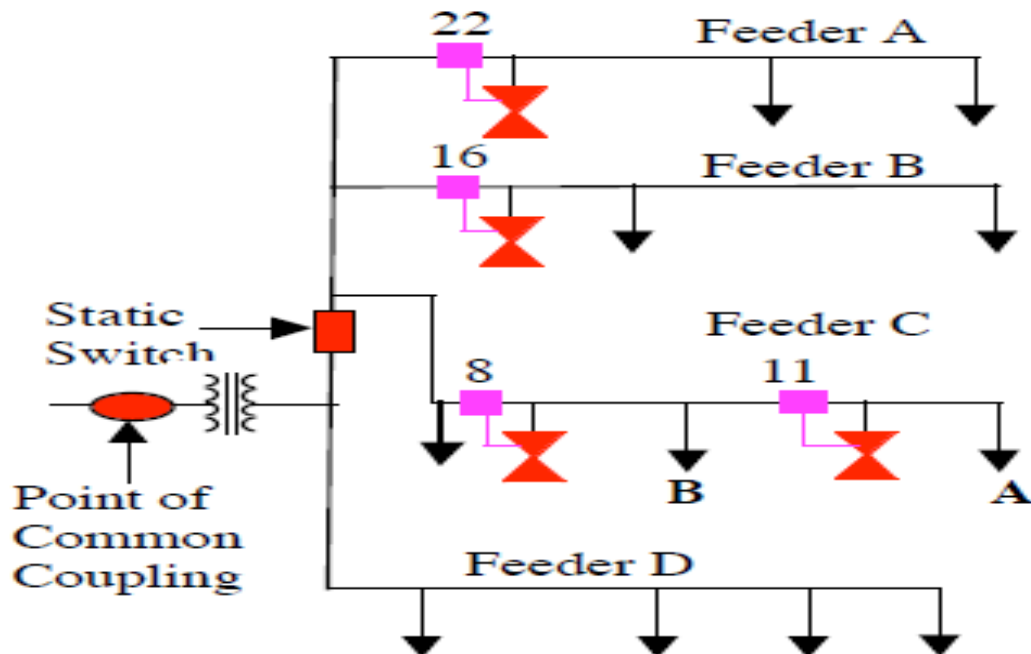 22
Feeder A
16
Feeder B
Static
Switch
Feeder C
8
11
B
A
Point of
Common
Coupling
Feeder D